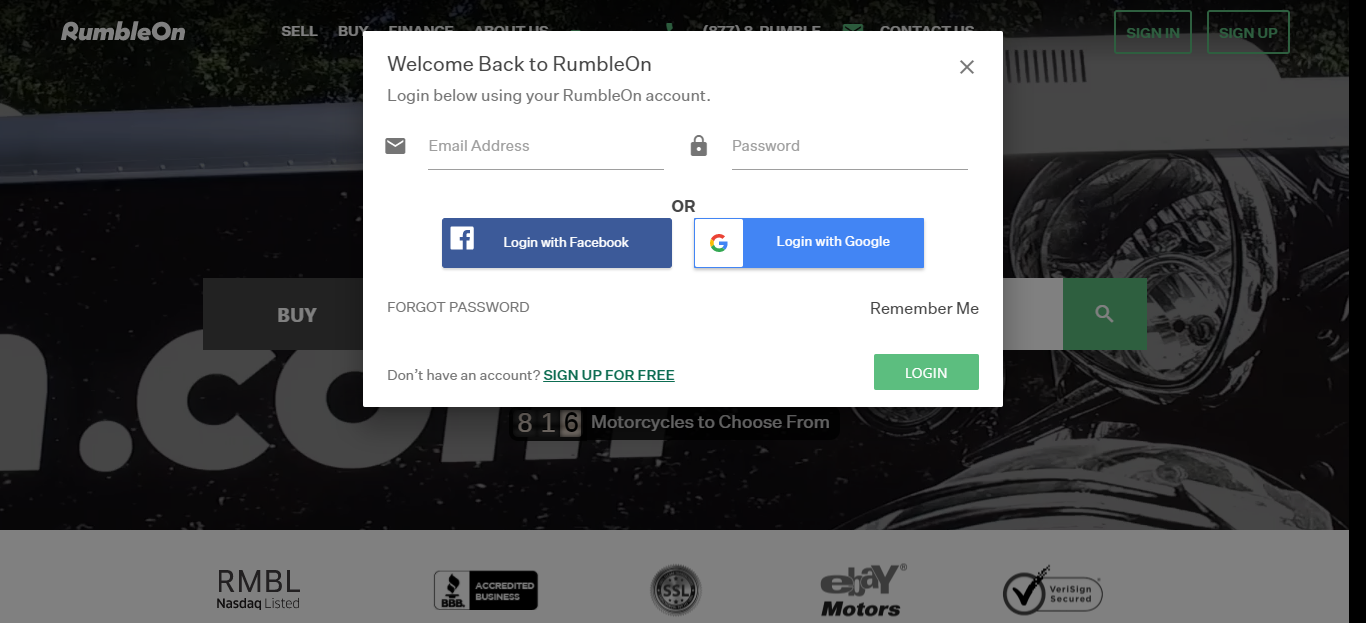 RumbleOn
SELL BUY FINANCE ABOUT US (877) 8-RUMBLE CONTACT US SIGN IN SIGN UP
Welcome Back to RumbleOn
Login below using your RumbleOn account.
Email Address Password
OR
Login with Facebook Login with Google
FORGOT PASSWORD Remember Me
BUY
Don't have an account? SIGN UP FOR FREE LOGIN
816 Motorcycles to Choose From
n.com
RMBL
Nasdaq Listed
BBB. ACCREDITED BUSINESS
SSL
ebaY®
Motors
VeriSign Secured